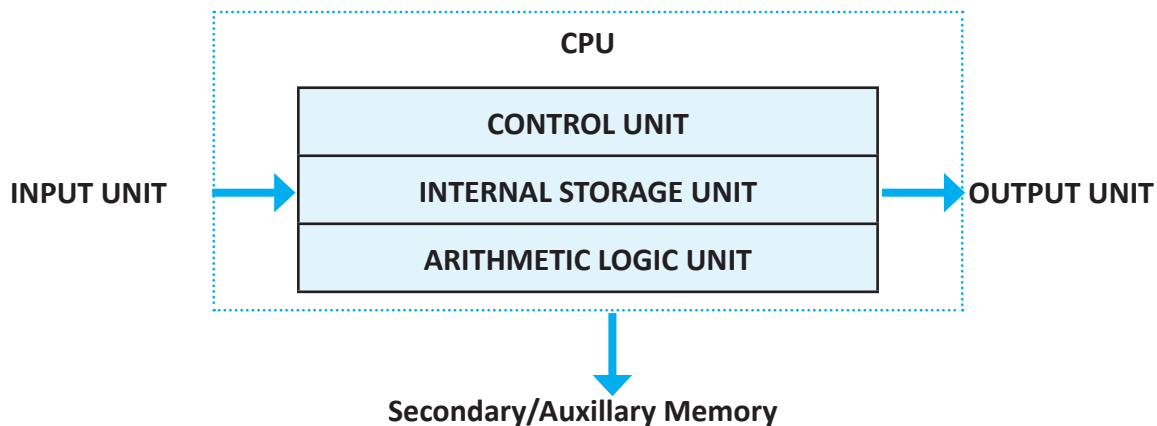 CPU
CONTROL UNIT
INPUT UNIT
INTERNAL STORAGE UNIT
OUTPUT UNIT
ARITHMETIC LOGIC UNIT
Secondary/Auxillary Memory